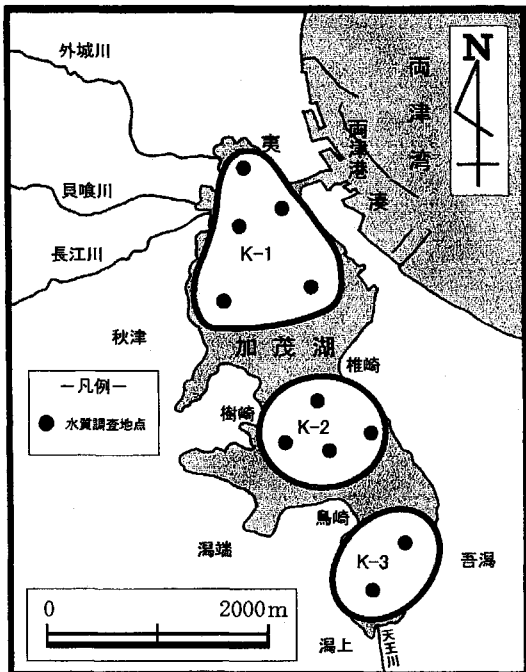 外城川
貝喰川
長江川
夷
両津港
湊
両津湾
N
K-1
秋津
加茂湖
椎崎
―凡例―
● 水質調査地点
樹崎
K-2
潟端
鳥崎
K-3
吾潟
潟上
天王川
0 2000m